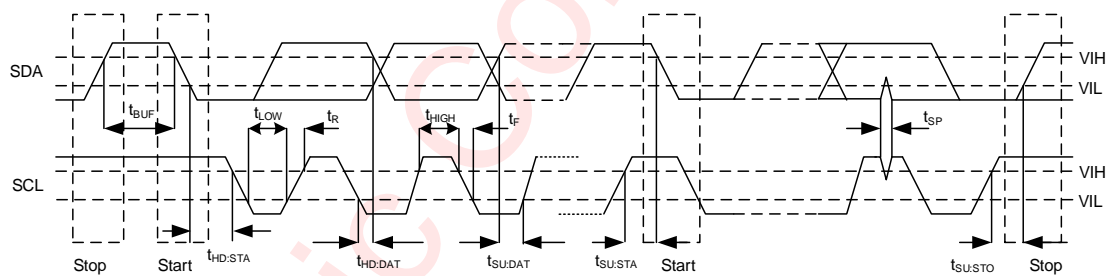 SDA
VIH
VIL
tBUF
tLOW
tR
tHIGH
tF
tSP
SCL
VIH
VIL
tHD:STA
tHD:DAT
tSU:DAT
tSU:STA
tSU:STO
Stop
Start
Start
Stop